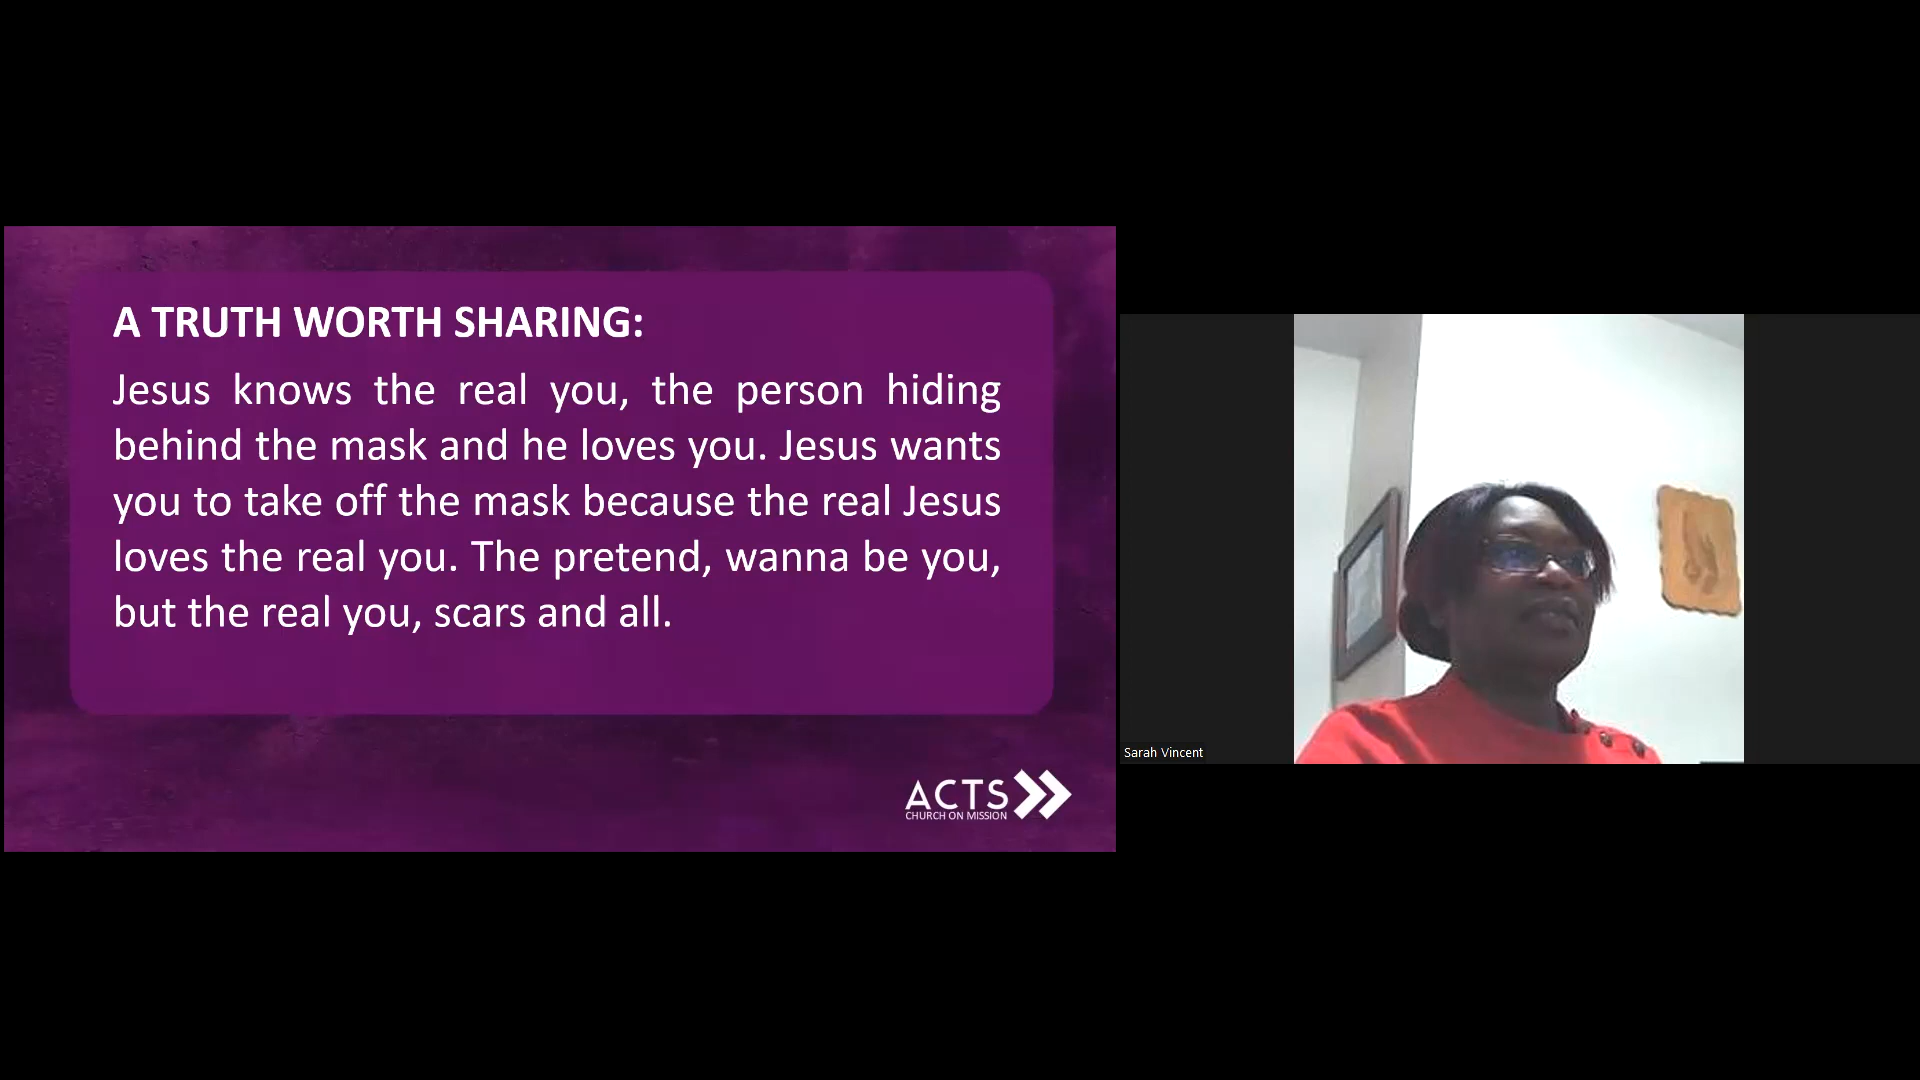 A TRUTH WORTH SHARING:
Jesus knows the real you, the person hiding
behind the mask and he loves you. Jesus wants
you to take off the mask because the real Jesus
loves the real you. The pretend, wanna be you,
but the real you, scars and all.
ACTS
CHURCH ON MISSION
Sarah Vincent